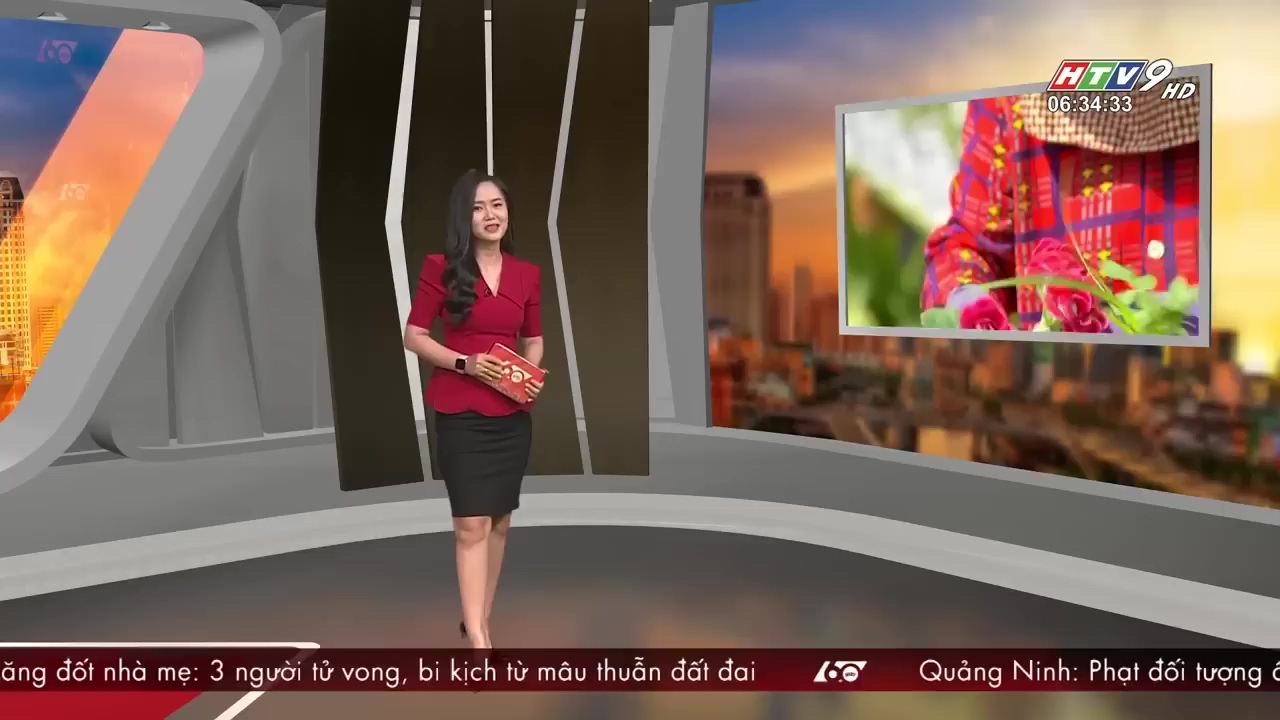 HTV9
HD
06:34:33
ăng đốt nhà mẹ: 3 người tử vong, bi kịch từ mâu thuẫn đất đai
60
Quảng Ninh: Phạt đối tượng